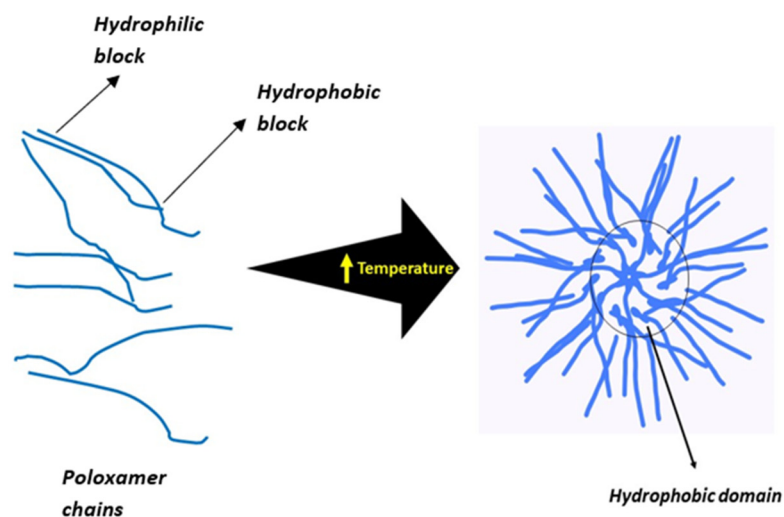 Hydrophilic
block
Hydrophobic
block
Temperature
Poloxamer
chains
Hydrophobic domain